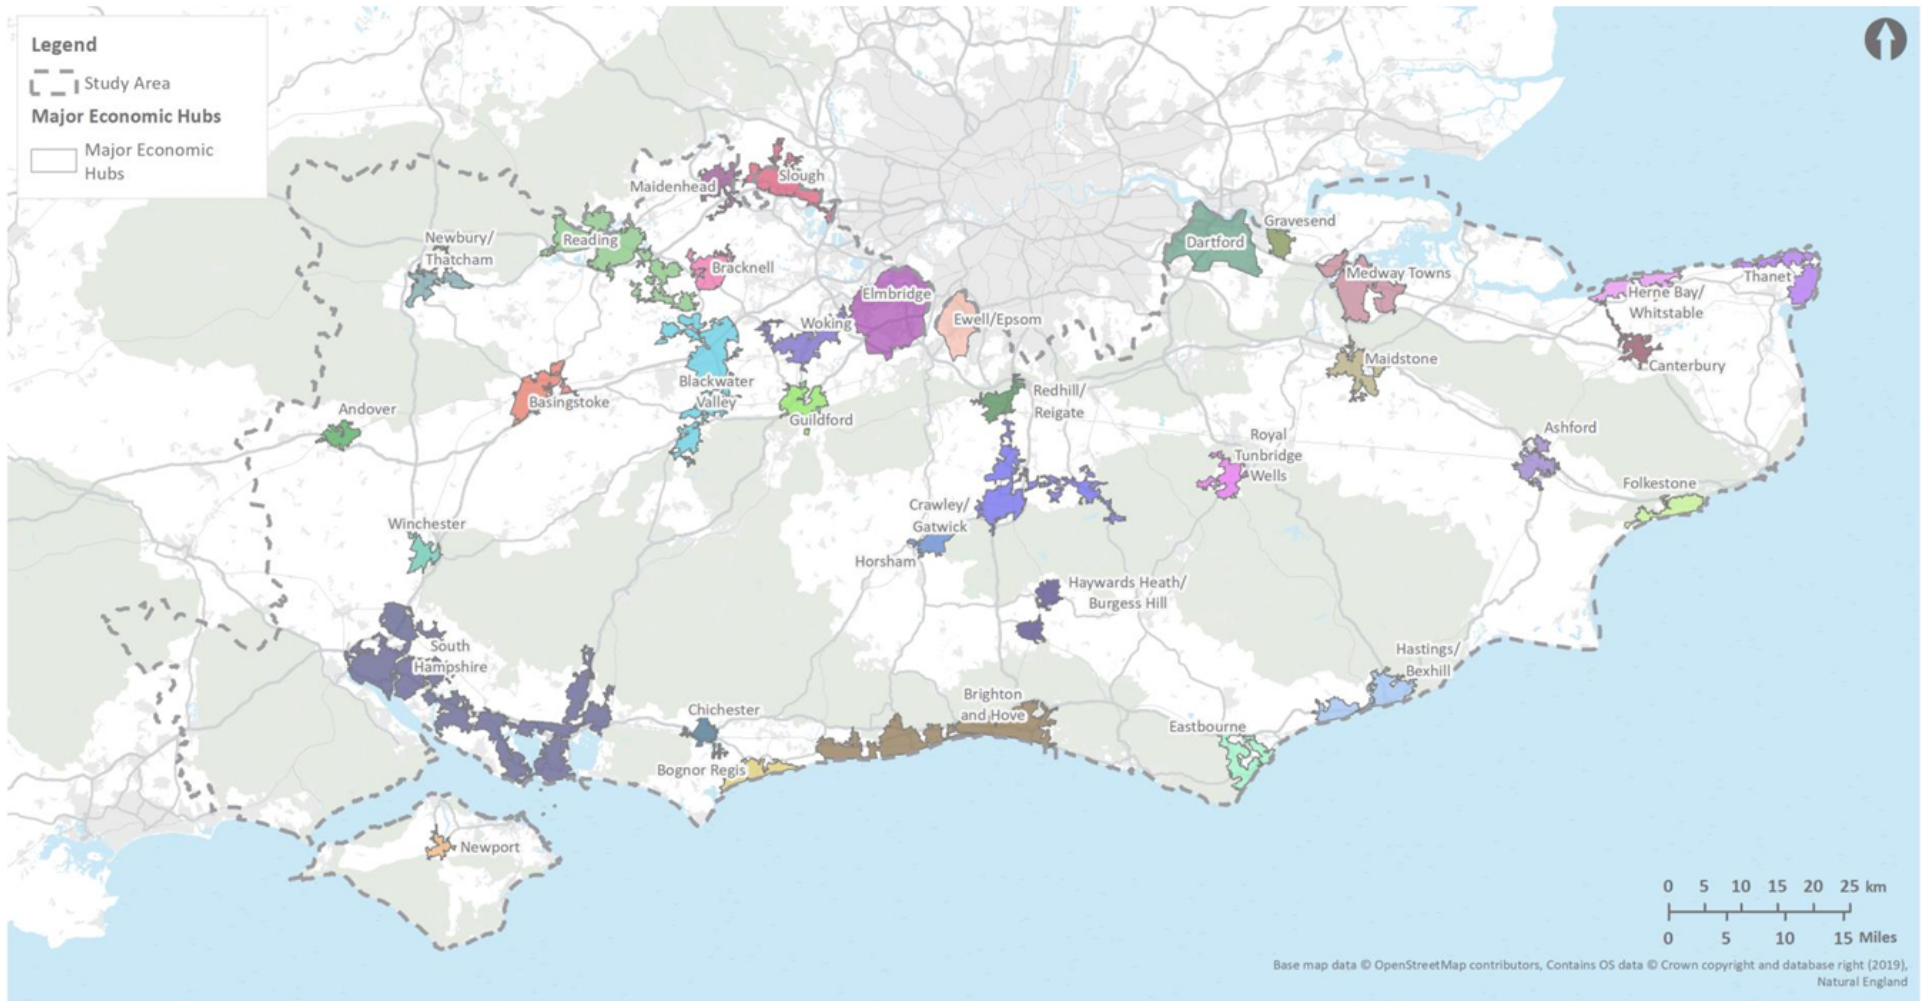 Legend
Study Area
Major Economic Hubs
Major Economic
Hubs
Maidenhead
Slough
Newbury/
Thatcham
Reading
Bracknell
Elmbridge
Ewell/Epsom
Dartford
Gravesend
Medway Towns
Herne Bay/
Whitstable
Thanet
Canterbury
Maidstone
Woking
Blackwater
Valley
Guildford
Basingstoke
Andover
Redhill/
Reigate
Royal
Tunbridge
Wells
Ashford
Folkestone
Winchester
Crawley/
Gatwick
Horsham
Haywards Heath/
Burgess Hill
South
Hampshire
Chichester
Bognor Regis
Brighton
and Hove
Eastbourne
Hastings/
Bexhill
Newport
0 5 10 15 20 25 km
0 5 10 15 Miles
Base map data © OpenStreetMap contributors, Contains OS data © Crown copyright and database right (2019),
Natural England